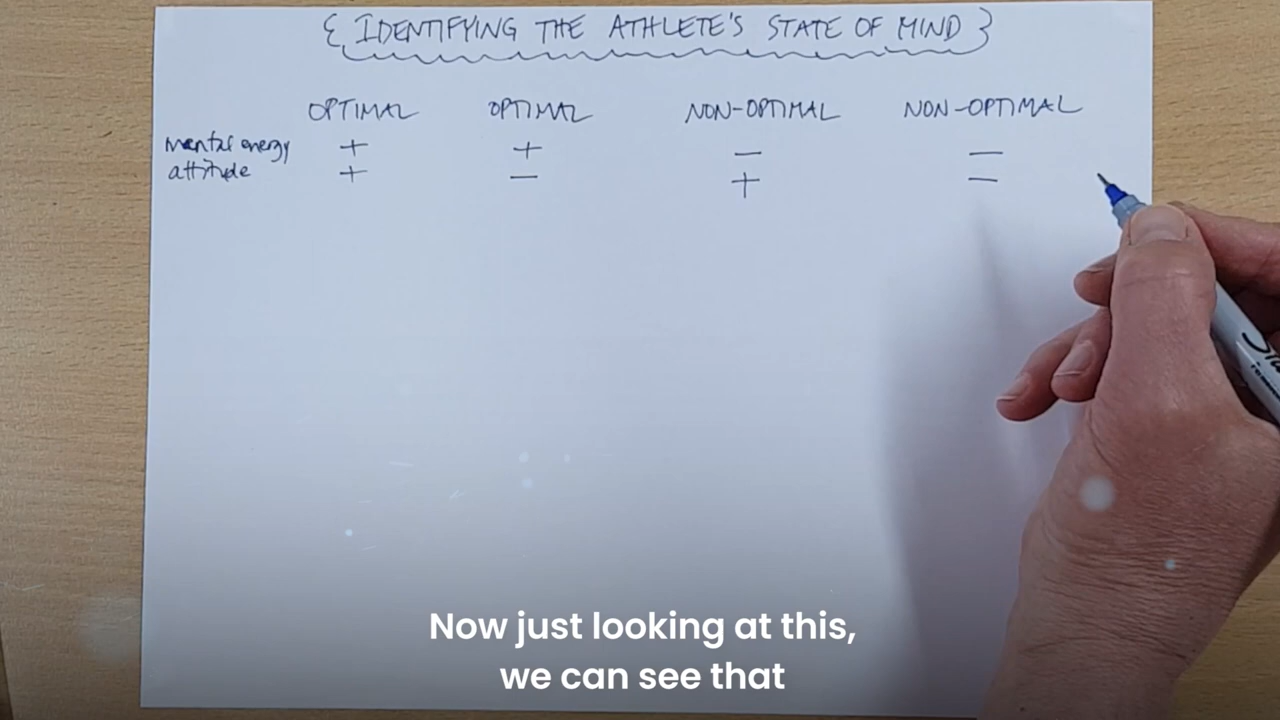 { IDENTIFYING THE ATHLETE'S STATE OF MIND }
OPTIMAL OPTIMAL NON-OPTIMAL NON-OPTIMAL
mental energy + + — —
attitude + — + —
Now just looking at this,
we can see that